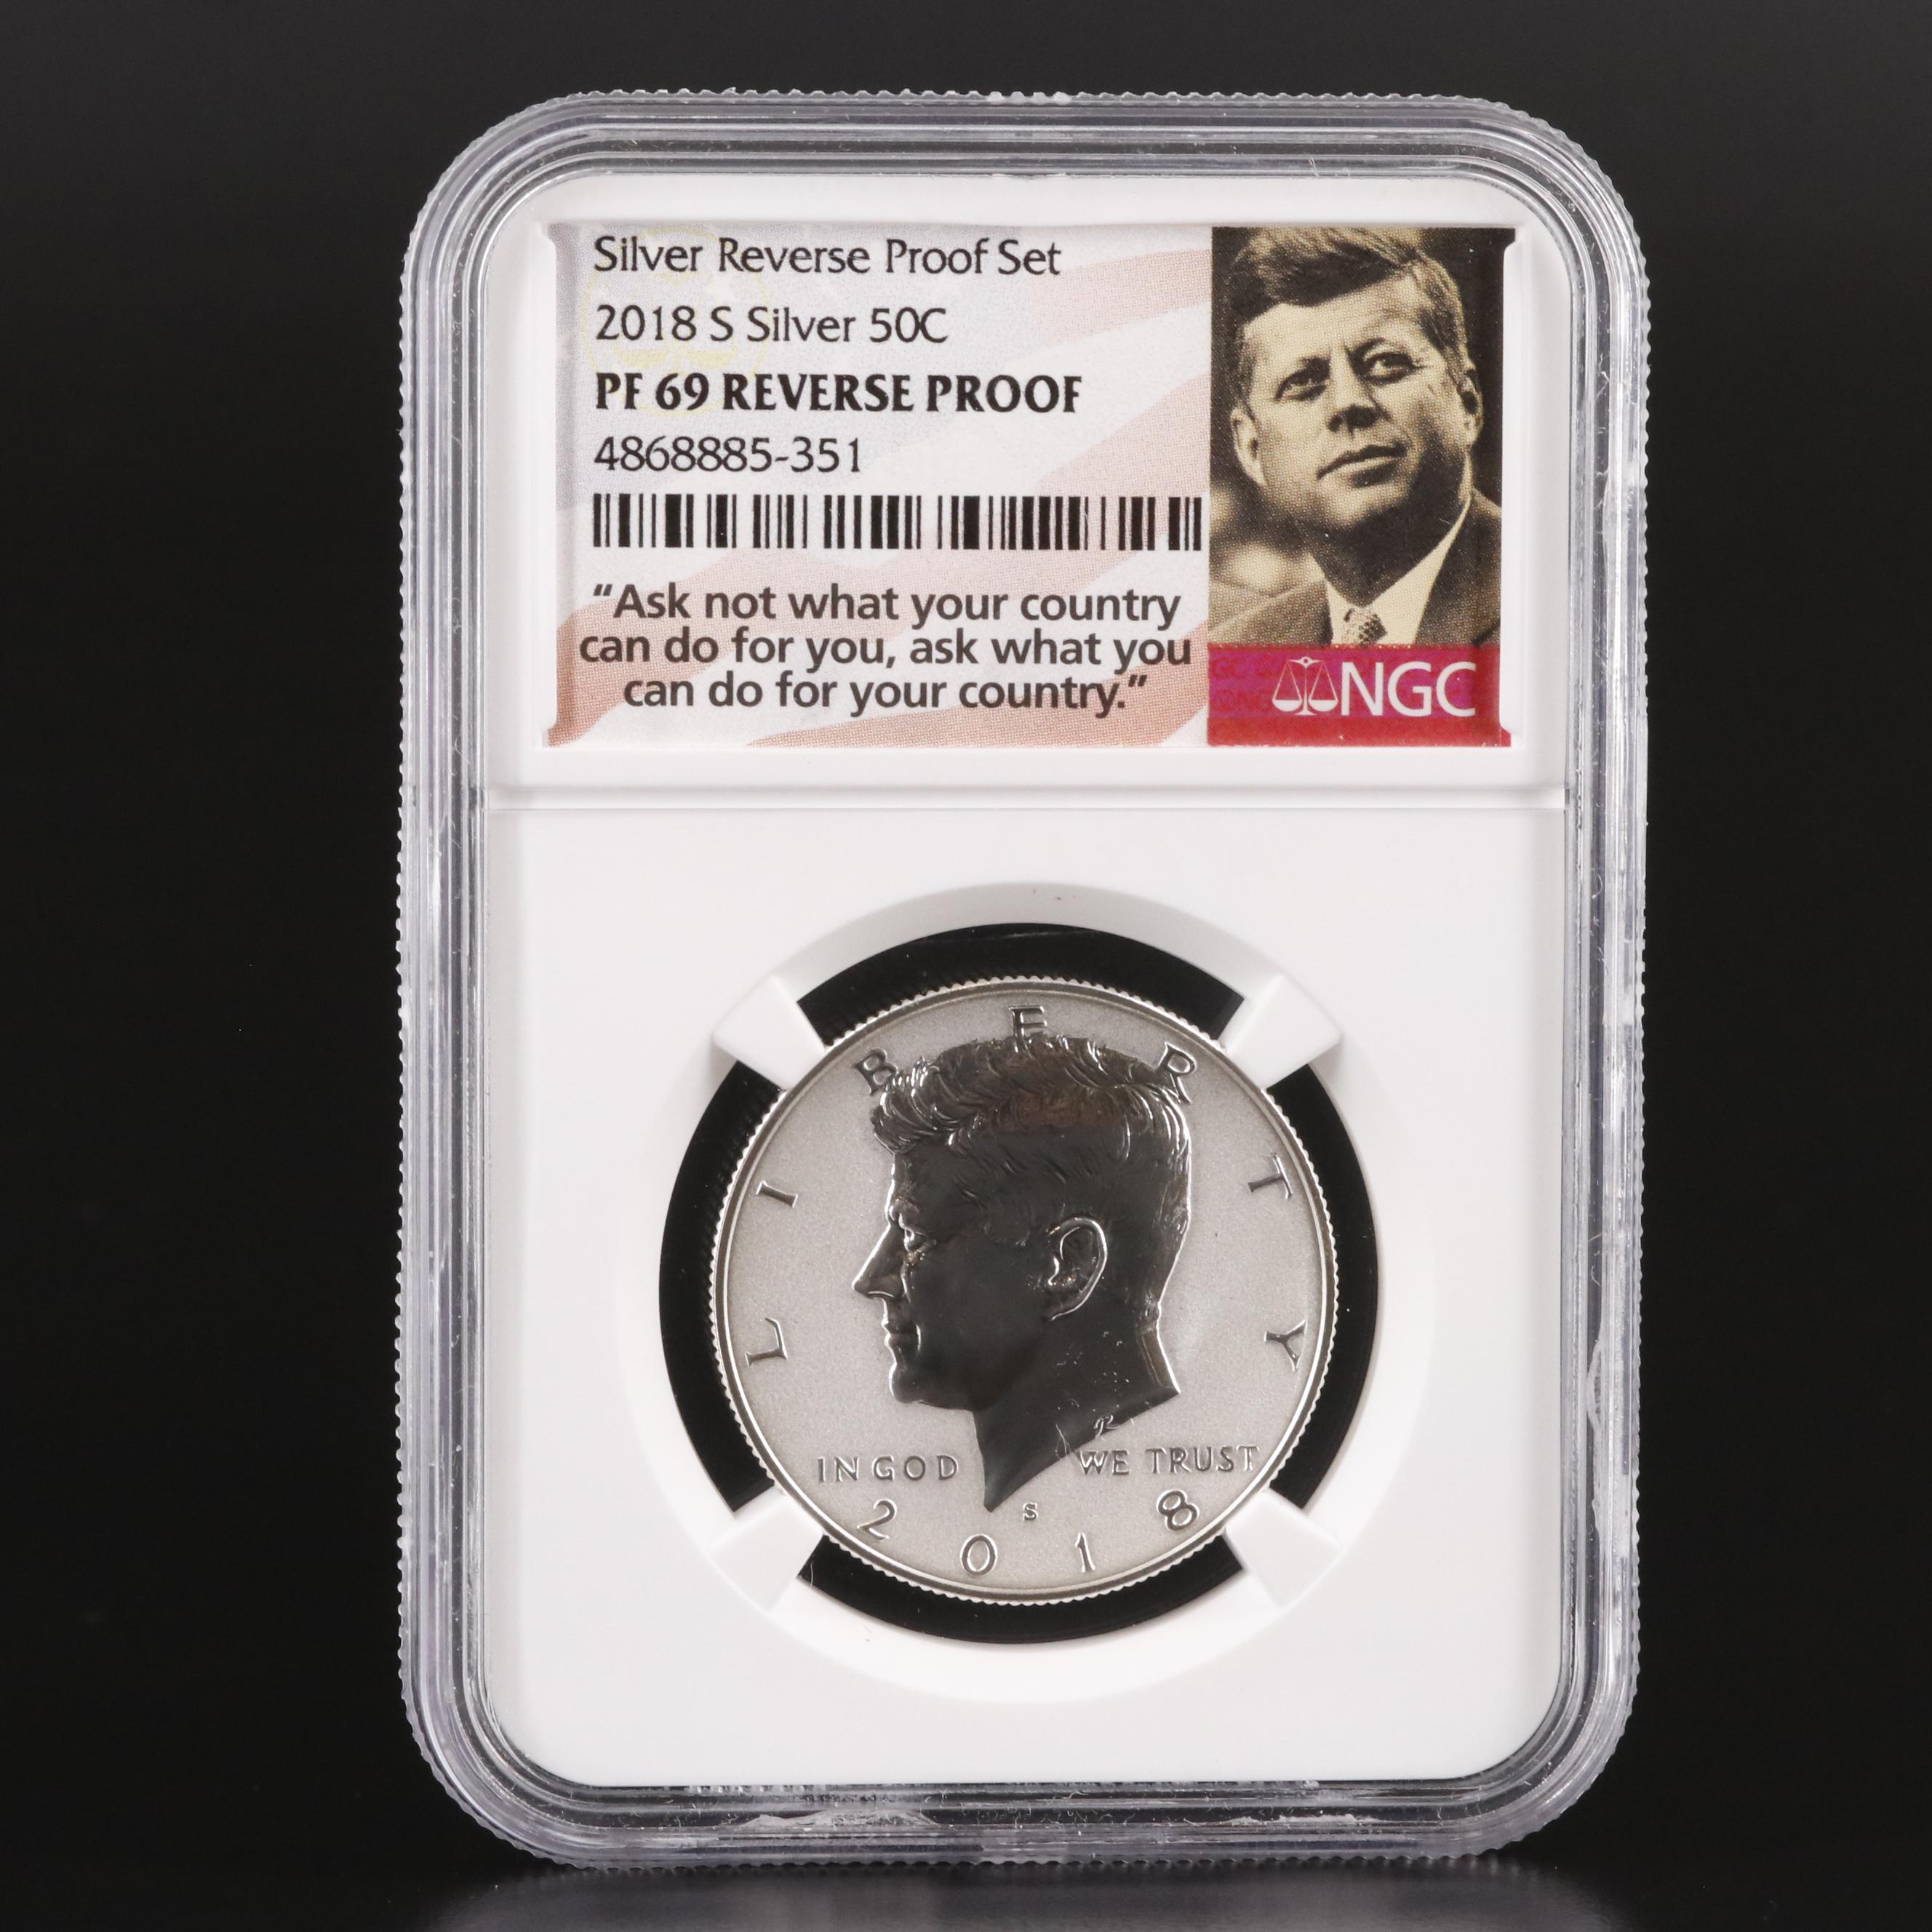 Silver Reverse Proof Set
2018 S Silver 50C
PF 69 REVERSE PROOF
4868885-351
“Ask not what your country
can do for you, ask what you
can do for your country.”
NGC
LIBERTY
IN GOD WE TRUST
S
2018